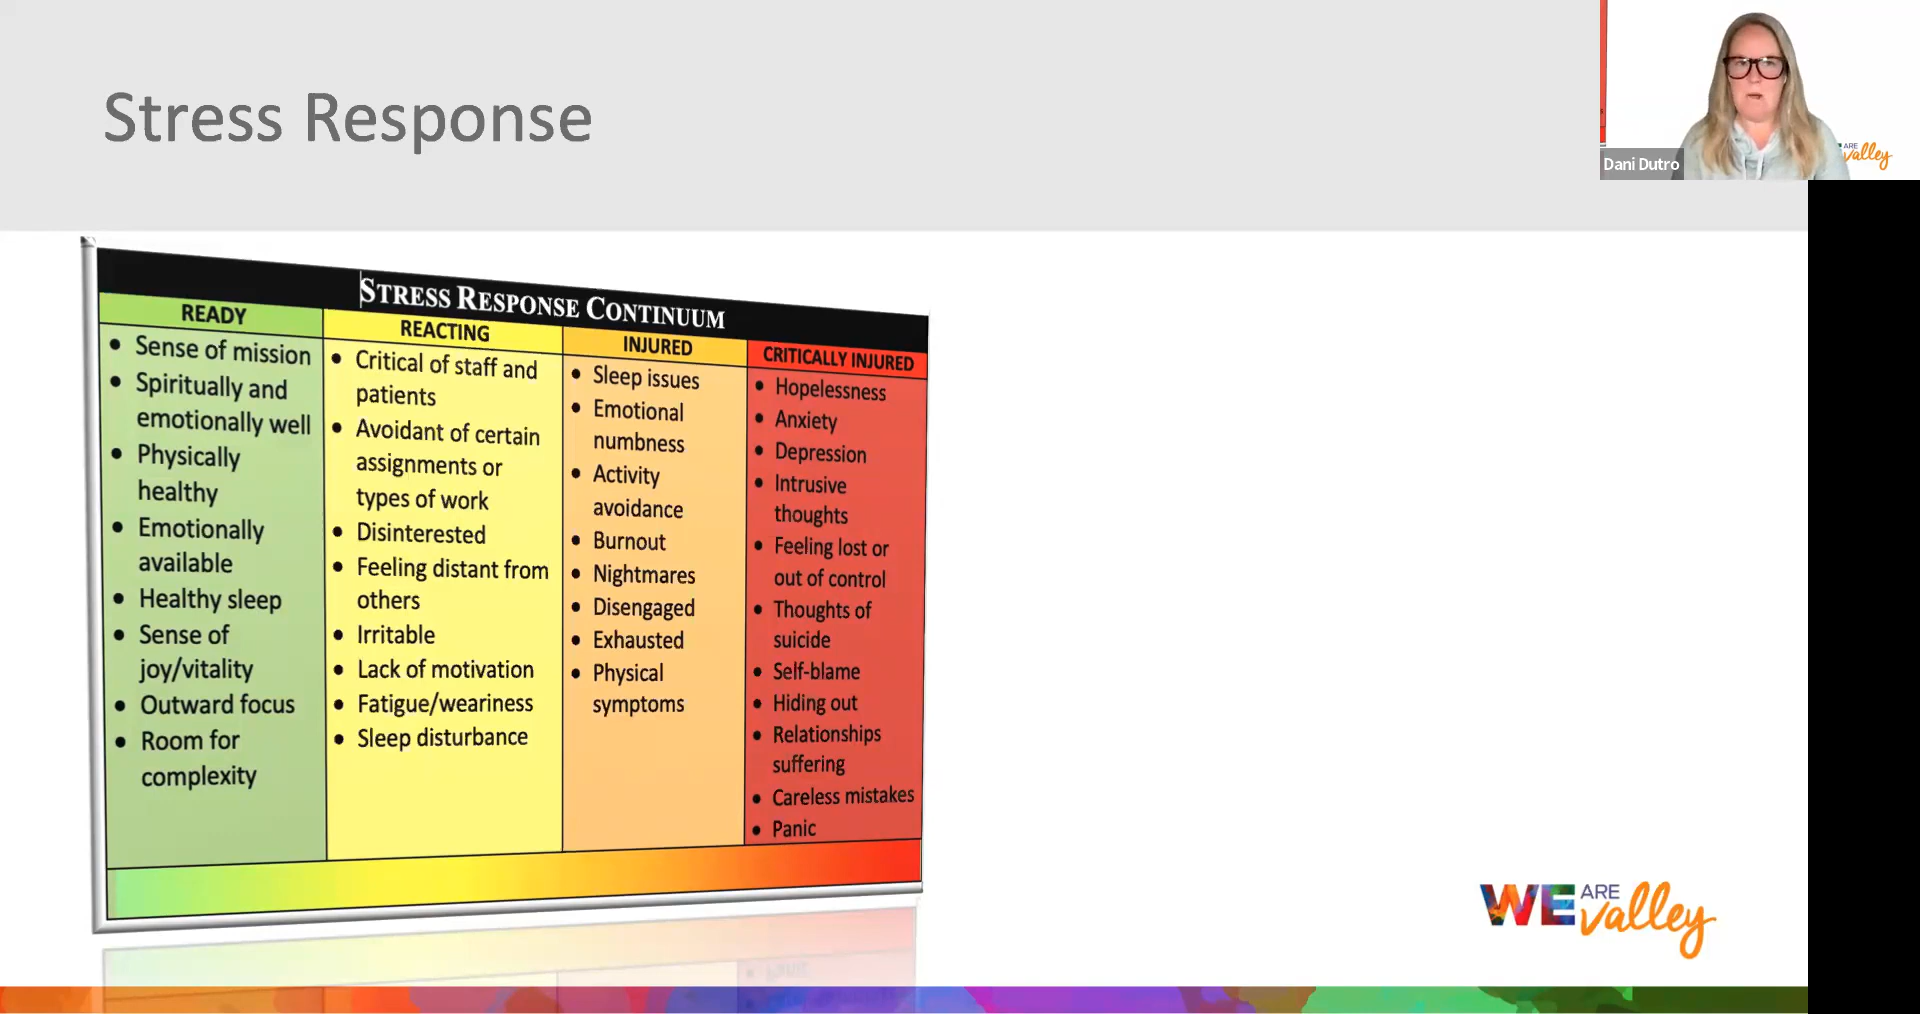 Stress Response
Dani Dutro
ARE
valley
STRESS RESPONSE CONTINUUM
READY
• Sense of mission
• Spiritually and
emotionally well
• Physically
healthy
• Emotionally
available
• Healthy sleep
• Sense of
joy/vitality
• Outward focus
• Room for
complexity
REACTING
• Critical of staff and
patients
• Avoidant of certain
assignments or
types of work
• Disinterested
• Feeling distant from
others
• Irritable
• Lack of motivation
• Fatigue/weariness
• Sleep disturbance
INJURED
• Sleep issues
• Emotional
numbness
• Activity
avoidance
• Burnout
• Nightmares
• Disengaged
• Exhausted
• Physical
symptoms
CRITICALLY INJURED
• Hopelessness
• Anxiety
• Depression
• Intrusive
thoughts
• Feeling lost or
out of control
• Thoughts of
suicide
• Self-blame
• Hiding out
• Relationships
suffering
• Careless mistakes
• Panic
WE ARE
valley